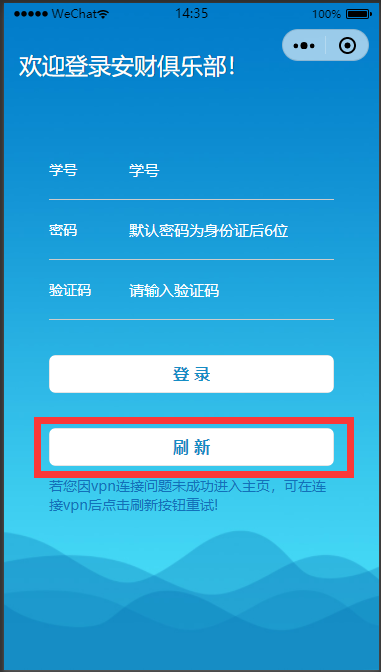 ●●●●● WeChat 14:35 100%
欢迎登录安财俱乐部!
学号 学号
密码 默认密码为身份证后6位
验证码 请输入验证码
登录
刷新
若您因vpn连接问题未成功进入主页，可在连
接vpn后点击刷新按钮重试!